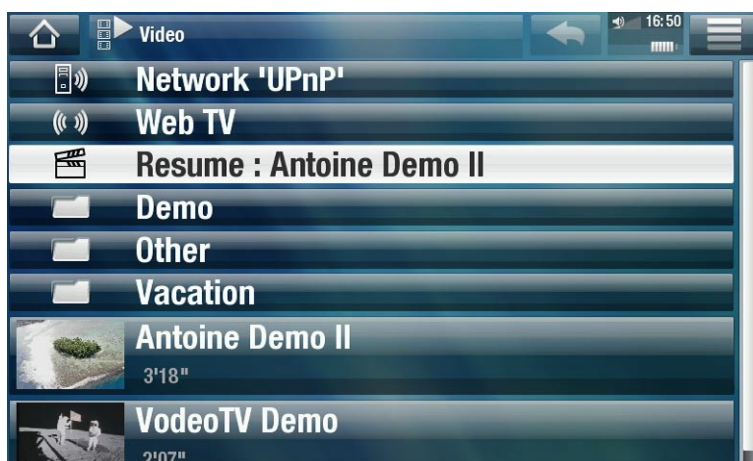 Video
16:50
Network 'UPnP'
Web TV
Resume : Antoine Demo II
Demo
Other
Vacation
Antoine Demo II
3'18"
VodeoTV Demo
2'07"